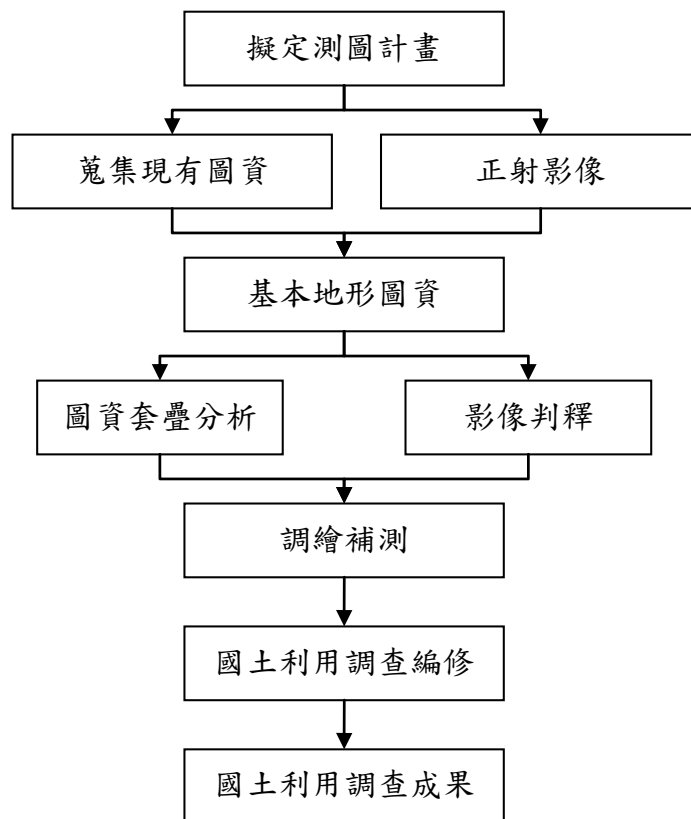 擬定測圖計畫
蒐集現有圖資
正射影像
基本地形圖資
圖資套疊分析
影像判釋
調繪補測
國土利用調查編修
國土利用調查成果